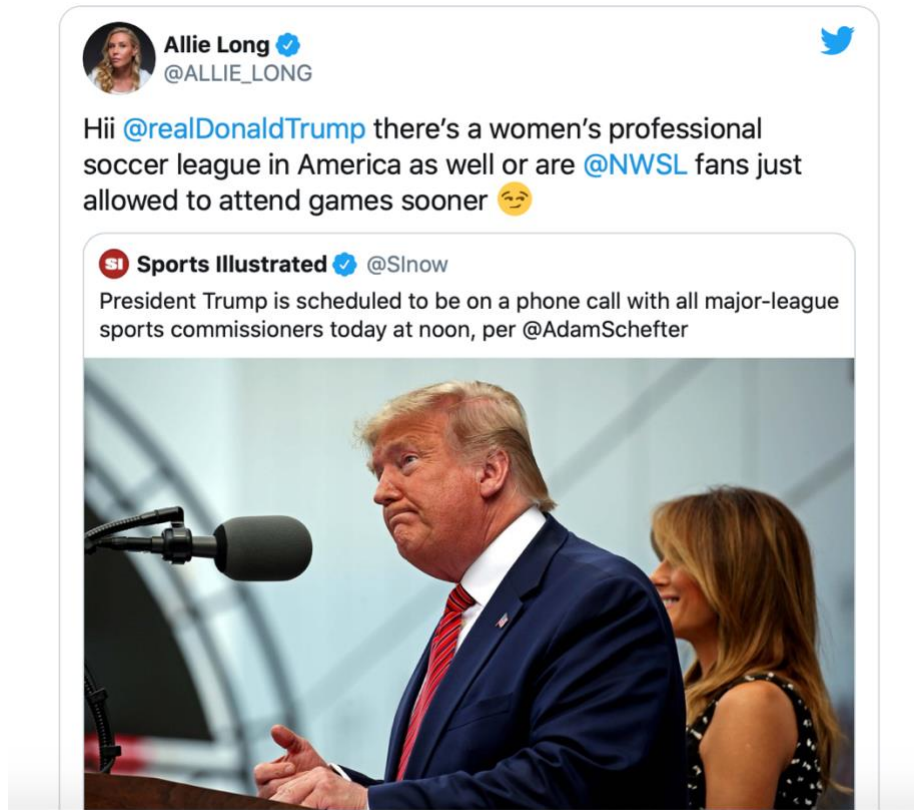 Allie Long
@ALLIE_LONG
Hii @realDonaldTrump there’s a women’s professional
soccer league in America as well or are @NWSL fans just
allowed to attend games sooner 😏
SI Sports Illustrated @SInow
President Trump is scheduled to be on a phone call with all major-league
sports commissioners today at noon, per @AdamSchefter